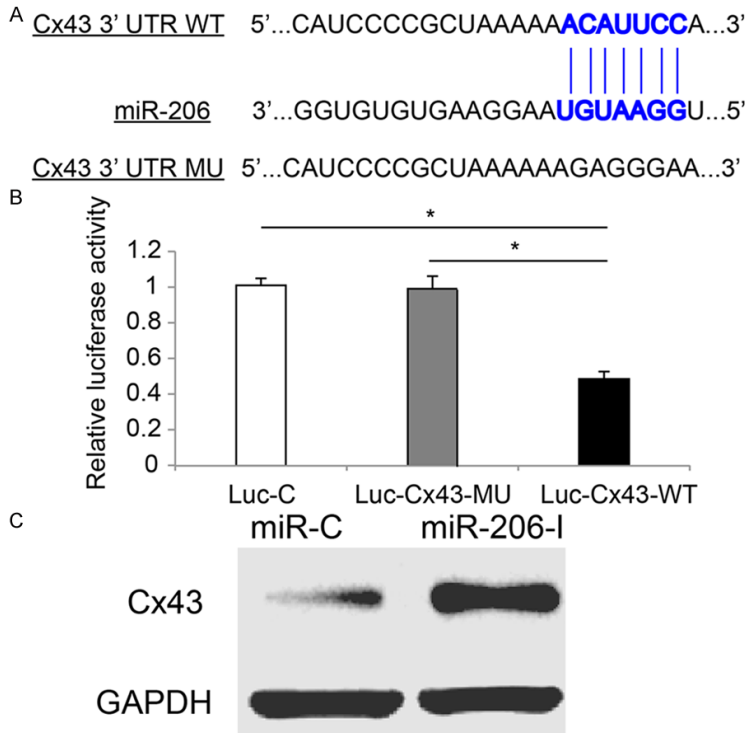 A
Cx43 3’ UTR WT 5’...CAUCCCCGCUAAAAAACAUUCCA...3’
miR-206 3’...GGUGUGUGAAGGAAUGUAAGGU...5’
Cx43 3’ UTR MU 5’...CAUCCCCGCUAAAAAAGAGGGAA...3’
B
Relative luciferase activity
*
*
1.2
1
0.8
0.6
0.4
0.2
0
Luc-C Luc-Cx43-MU Luc-Cx43-WT
C
miR-C miR-206-I
Cx43
GAPDH